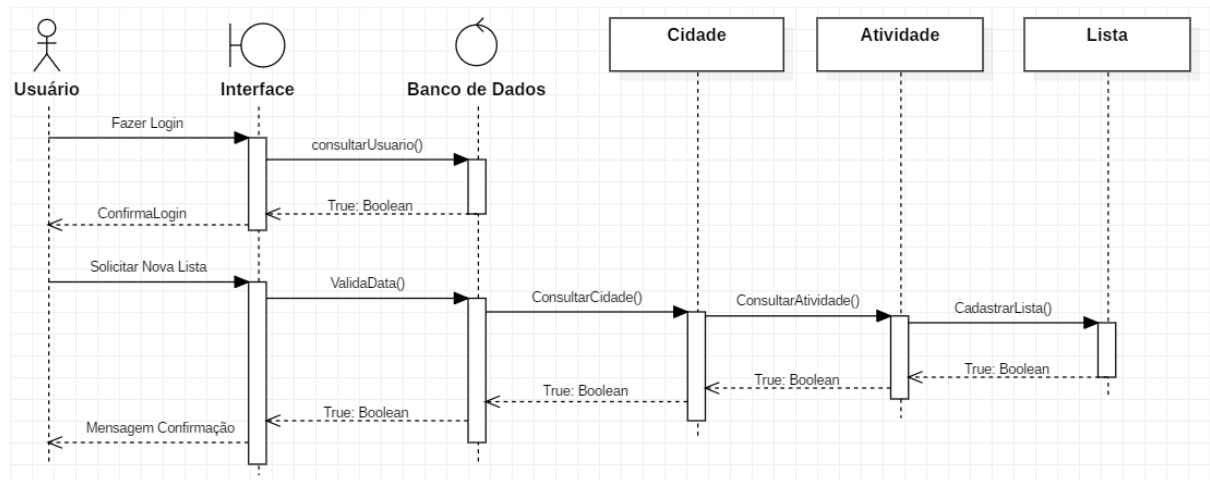 Cidade
Atividade
Lista
Usuário
Interface
Banco de Dados
Fazer Login
consultarUsuario()
True: Boolean
ConfirmaLogin
Solicitar Nova Lista
ValidaData()
ConsultarCidade()
ConsultarAtividade()
CadastrarLista()
True: Boolean
True: Boolean
True: Boolean
True: Boolean
Mensagem Confirmação